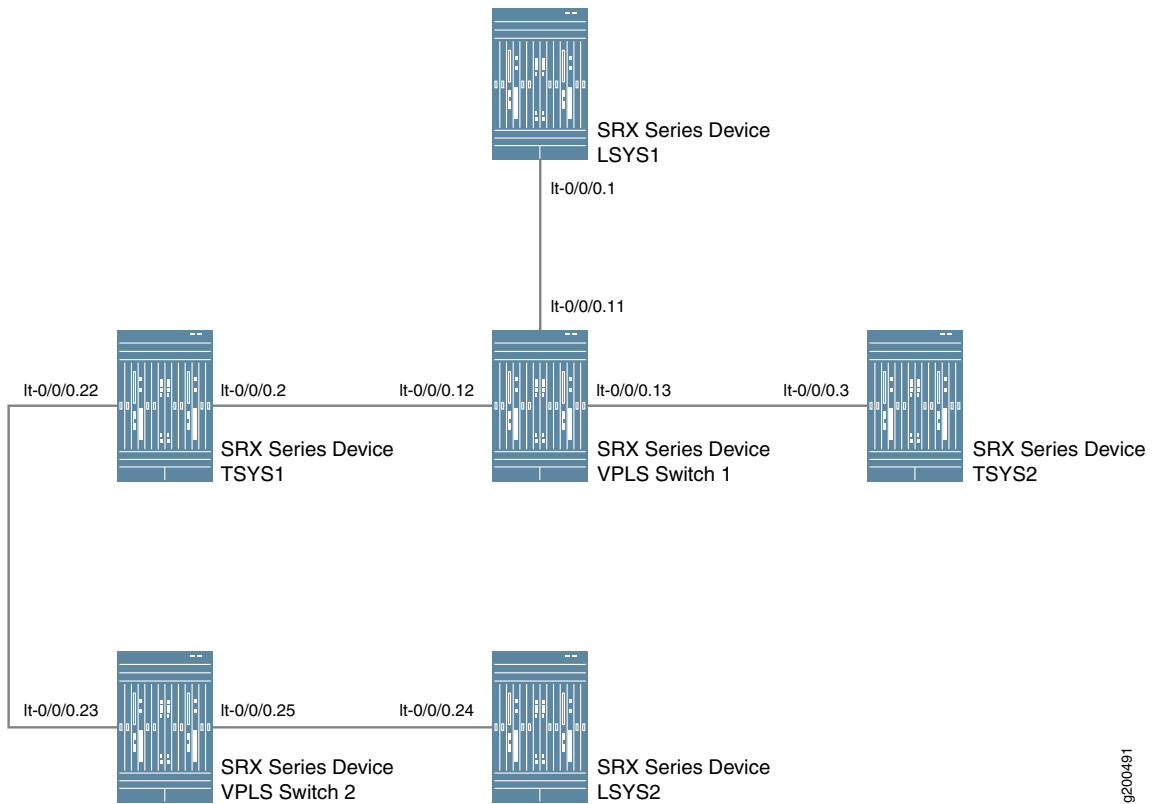 SRX Series Device
LSYS1
lt-0/0/0.1
lt-0/0/0.11
lt-0/0/0.22
lt-0/0/0.2
lt-0/0/0.12
lt-0/0/0.13
lt-0/0/0.3
SRX Series Device
TSYS1
SRX Series Device
VPLS Switch 1
SRX Series Device
TSYS2
lt-0/0/0.23
lt-0/0/0.25
lt-0/0/0.24
SRX Series Device
VPLS Switch 2
SRX Series Device
LSYS2
g200491